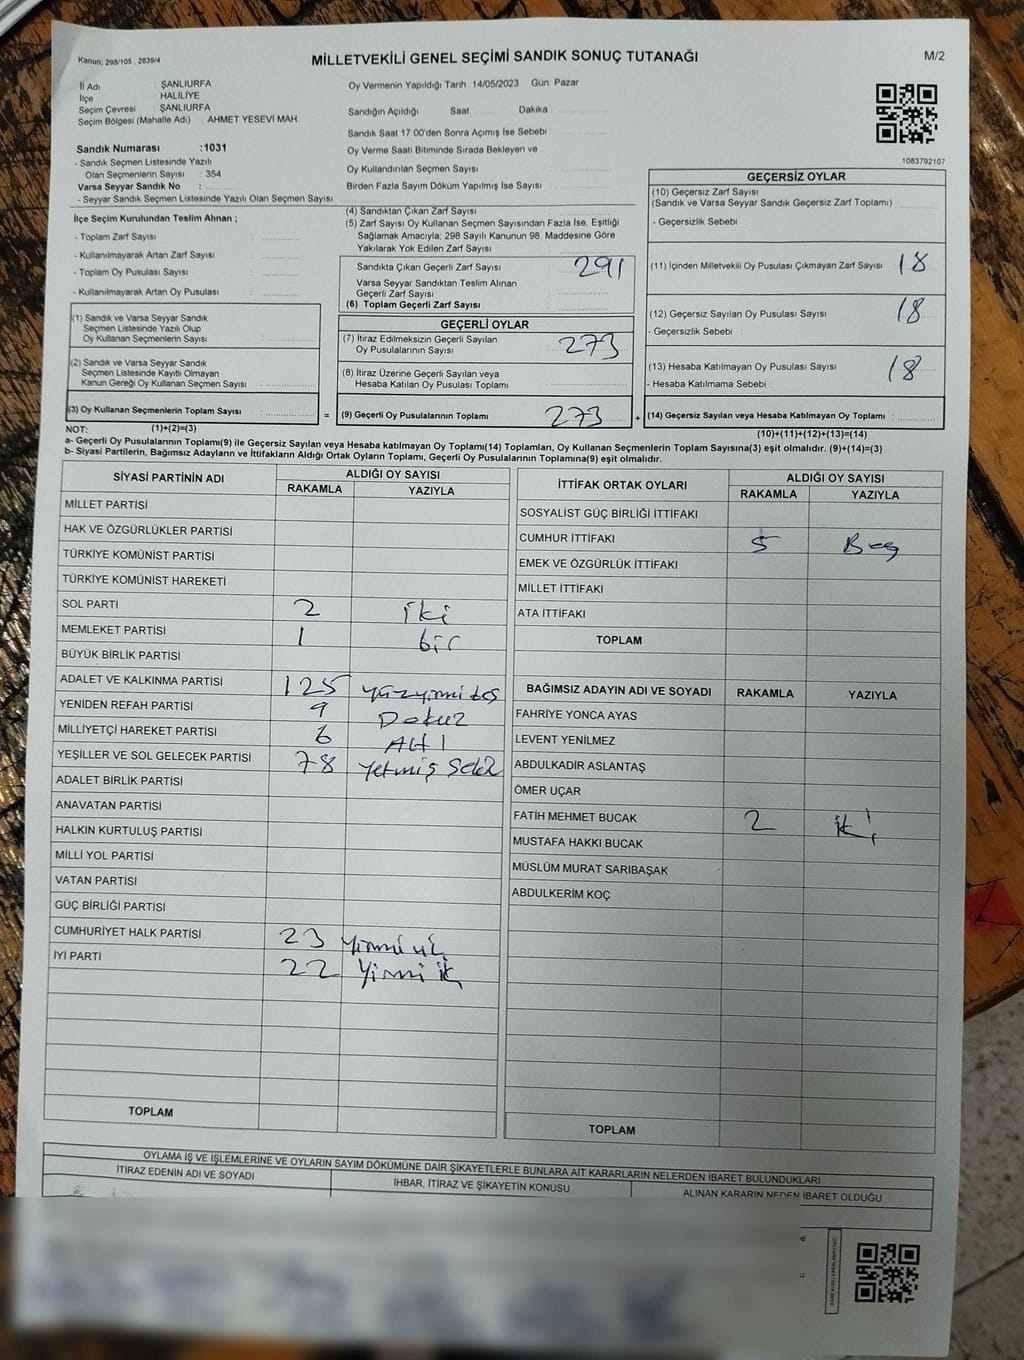 Kanun; 298/105 , 2839/4
MİLLETVEKİLİ GENEL SEÇİMİ SANDIK SONUÇ TUTANAĞI
M/2
İl Adı : ŞANLIURFA
İlçe : HALİLİYE
Seçim Çevresi : ŞANLIURFA
Seçim Bölgesi (Mahalle Adı) : AHMET YESEVİ MAH.
Sandık Numarası :1031
- Sandık Seçmen Listesinde Yazılı
Olan Seçmenlerin Sayısı : 354
Varsa Seyyar Sandık No :
- Seyyar Sandık Seçmen Listesinde Yazılı Olan Seçmen Sayısı :
Oy Vermenin Yapıldığı Tarih : 14/05/2023 Gün: Pazar
Sandığın Açıldığı Saat Dakika :
Sandık Saat 17 00'den Sonra Açımış İse Sebebi :
Oy Verme Saati Bitiminde Sırada Bekleyen ve
Oy Kullandırılan Seçmen Sayısı :
Birden Fazla Sayım Döküm Yapılmış İse Sayısı :
1083792107
İlçe Seçim Kurulundan Teslim Alınan ;
- Toplam Zarf Sayısı :
- Kullanılmayarak Artan Zarf Sayısı :
- Toplam Oy Pusulası Sayısı :
- Kullanılmayarak Artan Oy Pusulası :
(1) Sandık ve Varsa Seyyar Sandık
Seçmen Listesinde Yazılı Olup
Oy Kullanan Seçmenlerin Sayısı :
(2) Sandık ve Varsa Seyyar Sandık
Seçmen Listesinde Kayıtlı Olmayan
Kanun Gereği Oy Kullanan Seçmen Sayısı :
(3) Oy Kullanan Seçmenlerin Toplam Sayısı :
(4) Sandıktan Çıkan Zarf Sayısı :
(5) Zarf Sayısı Oy Kullanan Seçmen Sayısından Fazla İse, Eşitliği
Sağlamak Amacıyla; 298 Sayılı Kanunun 98. Maddesine Göre
Yakılarak Yok Edilen Zarf Sayısı :
Sandıkta Çıkan Geçerli Zarf Sayısı : 291
Varsa Seyyar Sandıktan Teslim Alınan
Geçerli Zarf Sayısı :
(6) Toplam Geçerli Zarf Sayısı :
GEÇERLİ OYLAR
(7) İtiraz Edilmeksizin Geçerli Sayılan
Oy Pusulalarının Sayısı : 273
(8) İtiraz Üzerine Geçerli Sayılan veya
Hesaba Katılan Oy Pusulası Toplamı :
= (9) Geçerli Oy Pusulalarının Toplamı : 273 +
GEÇERSİZ OYLAR
(10) Geçersiz Zarf Sayısı
(Sandık ve Varsa Seyyar Sandık Geçersiz Zarf Toplamı) :
- Geçersizlik Sebebi :
(11) İçinden Milletvekili Oy Pusulası Çıkmayan Zarf Sayısı : 18
(12) Geçersiz Sayılan Oy Pusulası Sayısı : 18
- Geçersizlik Sebebi :
(13) Hesaba Katılmayan Oy Pusulası Sayısı : 18
- Hesaba Katılmama Sebebi :
(14) Geçersiz Sayılan veya Hesaba Katılmayan Oy Toplamı :
NOT: (1)+(2)=(3)
(10)+(11)+(12)+(13)=(14)
a- Geçerli Oy Pusulalarının Toplamı(9) ile Geçersiz Sayılan veya Hesaba katılmayan Oy Toplamı(14) Toplamları, Oy Kullanan Seçmenlerin Toplam Sayısına(3) eşit olmalıdır. (9)+(14)=(3)
b- Siyasi Partilerin, Bağımsız Adayların ve İttifakların Aldığı Ortak Oyların Toplamı, Geçerli Oy Pusulalarının Toplamına(9) eşit olmalıdır.
SİYASİ PARTİNİN ADI ALDIĞI OY SAYISI
RAKAMLA YAZIYLA
MİLLET PARTİSİ
HAK VE ÖZGÜRLÜKLER PARTİSİ
TÜRKİYE KOMÜNİST PARTİSİ
TÜRKİYE KOMÜNİST HAREKETİ
SOL PARTİ 2 iki
MEMLEKET PARTİSİ 1 bir
BÜYÜK BİRLİK PARTİSİ
ADALET VE KALKINMA PARTİSİ 125 yüzyirmi beş
YENİDEN REFAH PARTİSİ 9 Dokuz
MİLLİYETÇİ HAREKET PARTİSİ 6 Altı
YEŞİLLER VE SOL GELECEK PARTİSİ 78 yetmiş
ADALET BİRLİK PARTİSİ
ANAVATAN PARTİSİ
HALKIN KURTULUŞ PARTİSİ
MİLLİ YOL PARTİSİ
VATAN PARTİSİ
GÜÇ BİRLİĞİ PARTİSİ
CUMHURİYET HALK PARTİSİ 23 yirmi üç
İYİ PARTİ 22 yirmi iki
TOPLAM
İTTİFAK ORTAK OYLARI ALDIĞI OY SAYISI
RAKAMLA YAZIYLA
SOSYALİST GÜÇ BİRLİĞİ İTTİFAKI
CUMHUR İTTİFAKI 5 Beş
EMEK VE ÖZGÜRLÜK İTTİFAKI
MİLLET İTTİFAKI
ATA İTTİFAKI
TOPLAM
BAĞIMSIZ ADAYIN ADI VE SOYADI RAKAMLA YAZIYLA
FAHRİYE YONCA AYAS
LEVENT YENİLMEZ
ABDULKADİR ASLANTAŞ
ÖMER UÇAR
FATİH MEHMET BUCAK 2 iki
MUSTAFA HAKKI BUCAK
MÜSLÜM MURAT SARIBAŞAK
ABDULKERİM KOÇ
TOPLAM
OYLAMA İŞ VE İŞLEMLERİNE VE OYLARIN SAYIM DÖKÜMÜNE DAİR ŞİKAYETLERLE BUNLARA AİT KARARLARIN NELERDEN İBARET BULUNDUKLARI
İTİRAZ EDENİN ADI VE SOYADI İHBAR, İTİRAZ VE ŞİKAYETİN KONUSU ALINAN KARARIN NEDEN İBARET OLDUĞU